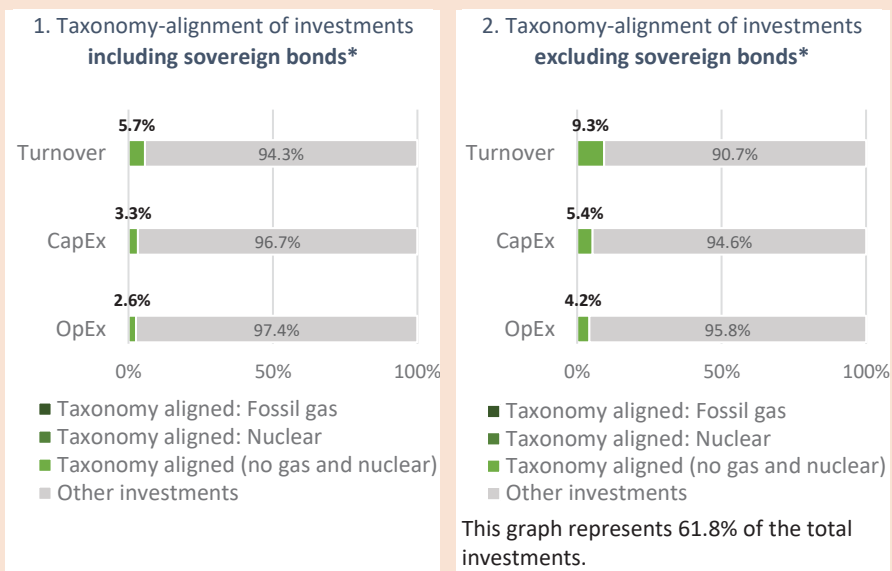 1. Taxonomy-alignment of investments
including sovereign bonds*
5.7%
Turnover
94.3%
3.3%
CapEx
96.7%
2.6%
OpEx
97.4%
0%
50%
100%
■ Taxonomy aligned: Fossil gas
■ Taxonomy aligned: Nuclear
■ Taxonomy aligned (no gas and nuclear)
■ Other investments
2. Taxonomy-alignment of investments
excluding sovereign bonds*
9.3%
Turnover
90.7%
5.4%
CapEx
94.6%
4.2%
OpEx
95.8%
0%
50%
100%
■ Taxonomy aligned: Fossil gas
■ Taxonomy aligned: Nuclear
■ Taxonomy aligned (no gas and nuclear)
■ Other investments
This graph represents 61.8% of the total
investments.